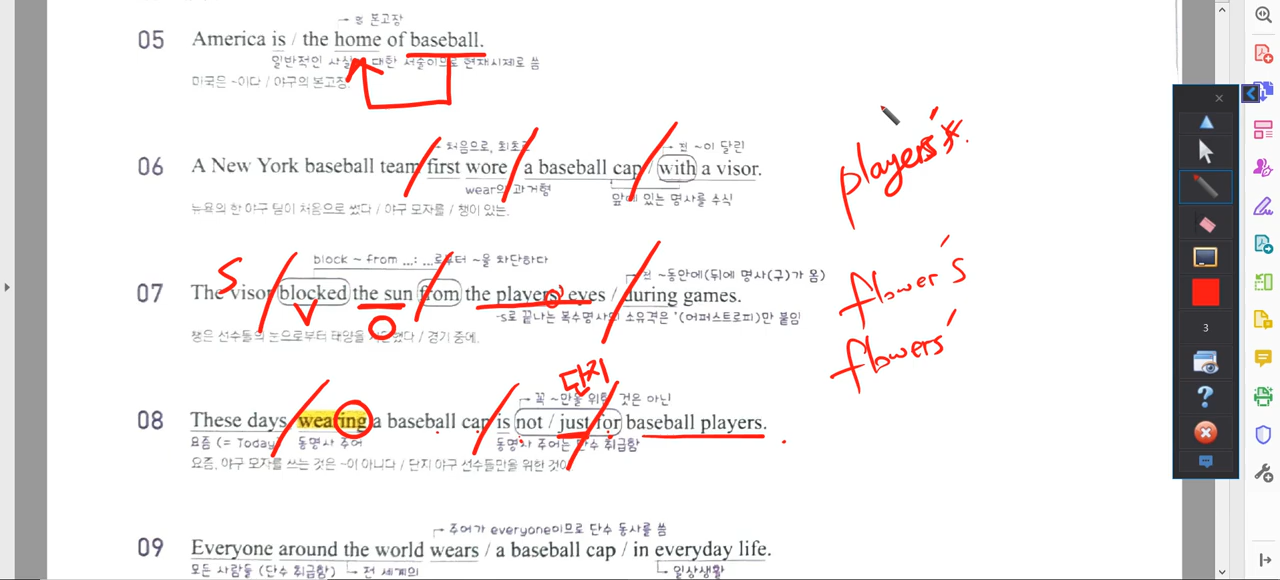 → 명 본고장
05 America is / the home of baseball.
일반적인 사실 대한 서술이므로 현재시제로 씀
미국은 ~이다 / 야구의 본고장.
처음으로, 최초로 전 ~이 달린
06 A New York baseball team first wore / a baseball cap / with a visor.
wear의 과거형 앞에 있는 명사를 수식
뉴욕의 한 야구 팀이 처음으로 썼다 / 야구 모자를 / 챙이 있는.
players'
block ~ from ...: ...로부터 ~을 차단하다
S
전 ~동안에(뒤에 명사(구)가 옴)
07 The visor blocked the sun from the players' eyes / during games.
V O
-s로 끝나는 복수명사의 소유격은 '(어퍼스트로피)만 붙임
챙은 선수들의 눈으로부터 태양을 차단했다 / 경기 중에.
flower's
flowers'
단지
꼭 ~만을 위한 것은 아닌
08 These days wearing a baseball cap is not / just for baseball players.
요즘 (= Today) 동명사 주어 동명사 주어는 단수 취급함
요즘, 야구 모자를 쓰는 것은 ~이 아니다 / 단지 야구 선수들만을 위한 것이
주어가 everyone이므로 단수 동사를 씀
09 Everyone around the world wears / a baseball cap / in everyday life.
모든 사람들 (단수 취급함) 전 세계의 일상생활
3